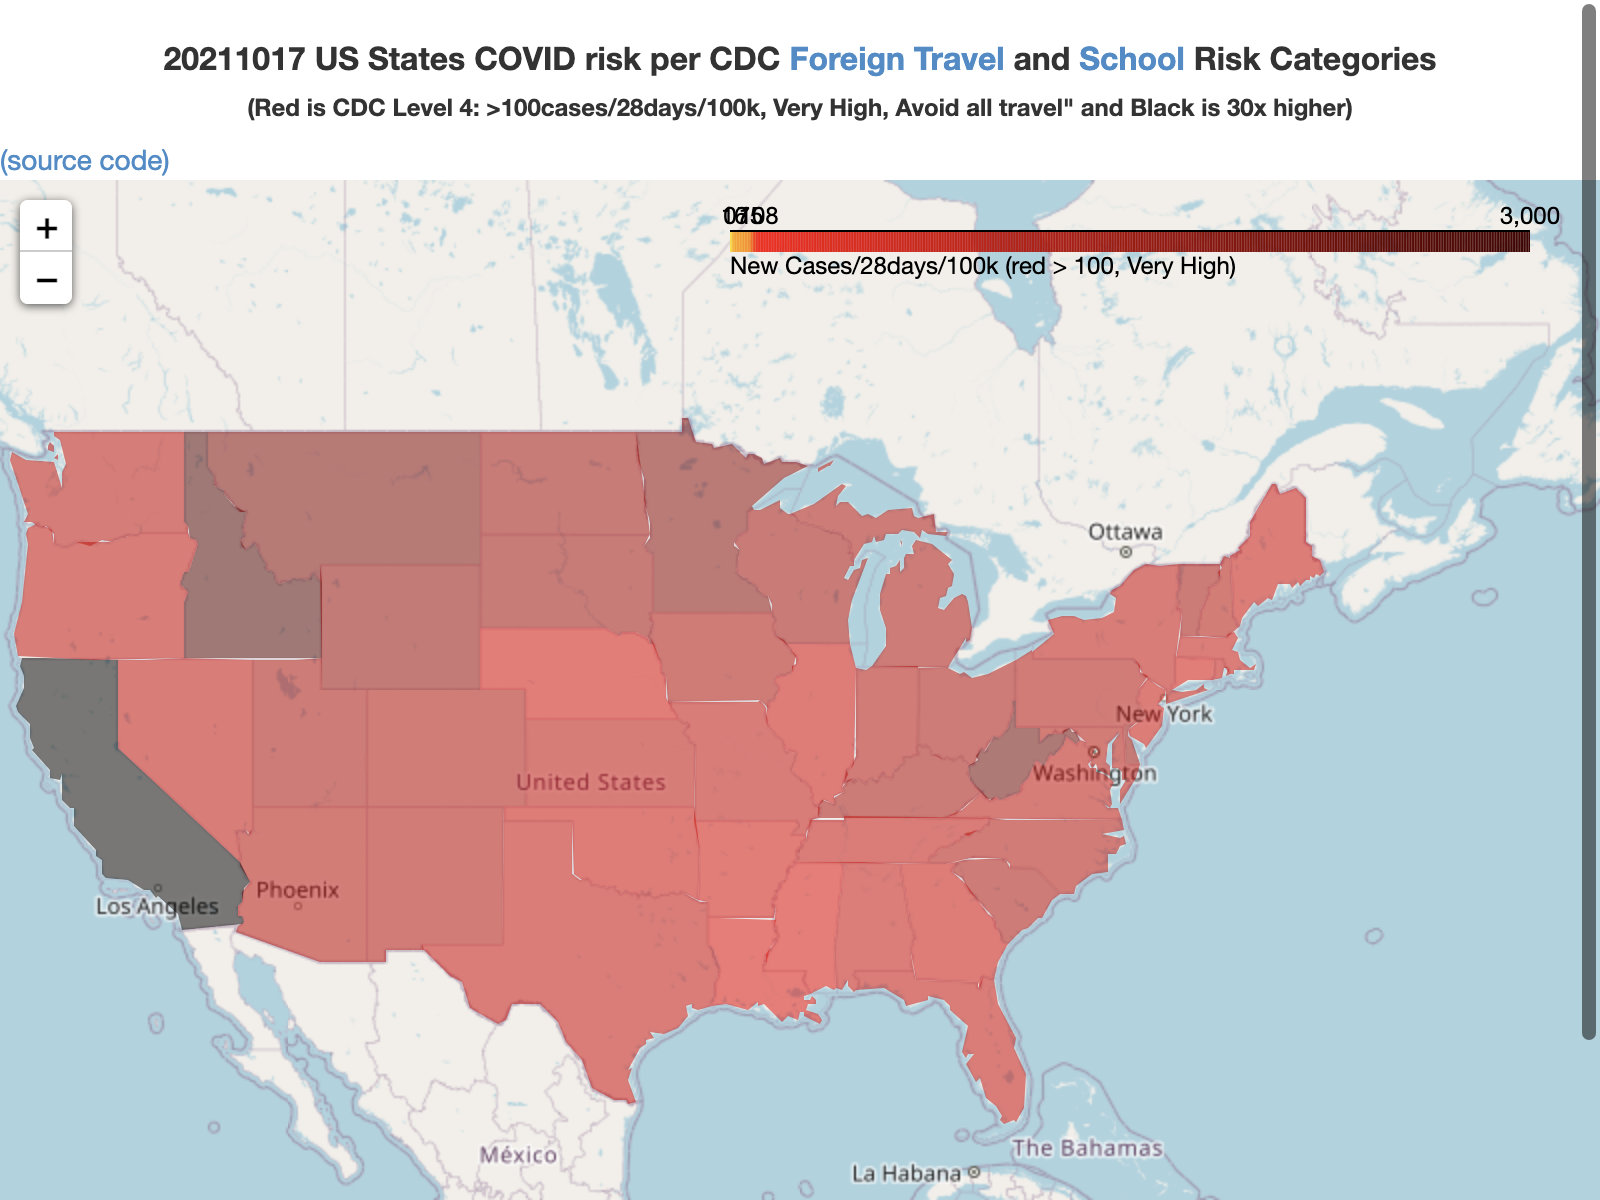 20211017 US States COVID risk per CDC Foreign Travel and School Risk Categories
(Red is CDC Level 4: >100cases/28days/100k, Very High, Avoid all travel" and Black is 30x higher)
(source code)
+
−
3,000
New Cases/28days/100k (red > 100, Very High)
Ottawa
New York
Washington
United States
Phoenix
Los Angeles
México
The Bahamas
La Habana